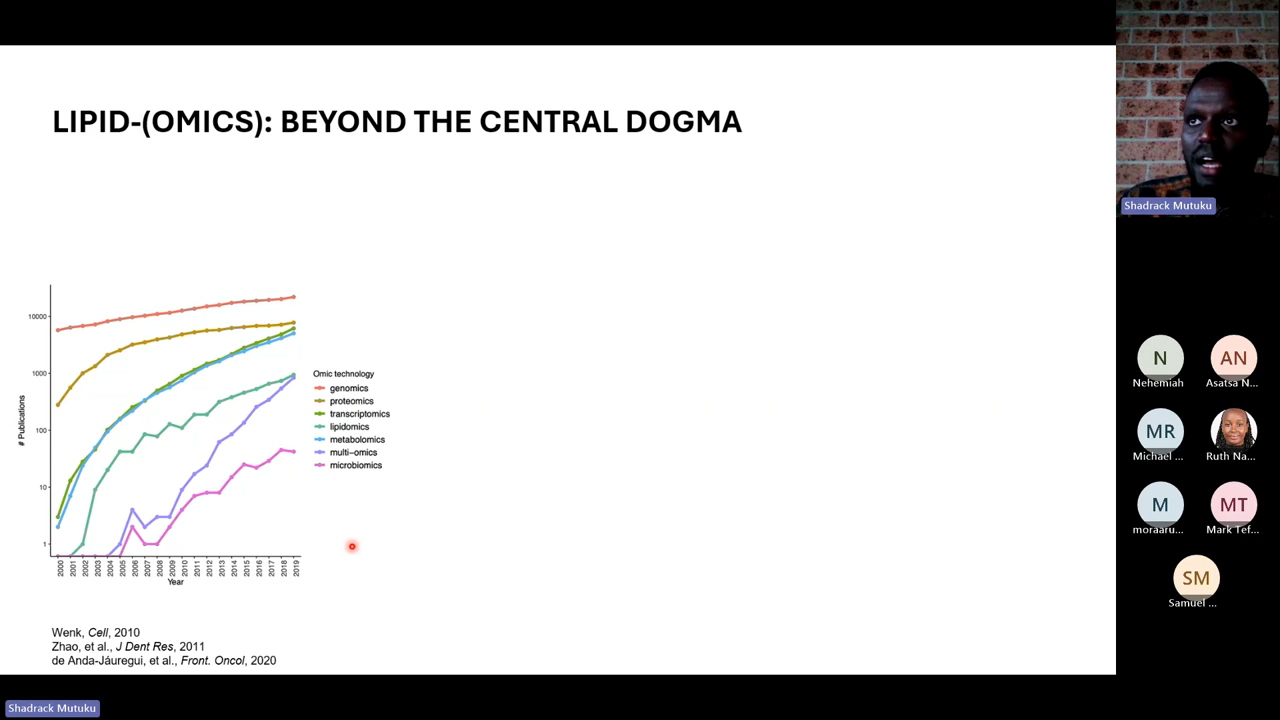 LIPID-(OMICS): BEYOND THE CENTRAL DOGMA
# Publications
10000
1000
100
10
1
2000
2001
2002
2003
2004
2005
2006
2007
2008
2009
2010
2011
2012
2013
2014
2015
2016
2017
2018
2019
Year
Omic technology
genomics
proteomics
transcriptomics
lipidomics
metabolomics
multi-omics
microbiomics
Wenk, Cell, 2010
Zhao, et al., J Dent Res, 2011
de Anda-Jáuregui, et al., Front. Oncol, 2020
Shadrack Mutuku
N
Nehemiah
AN
Asatsa N...
MR
Michael ...
Ruth Na...
M
moraaru...
MT
Mark Tef...
SM
Samuel ...
Shadrack Mutuku